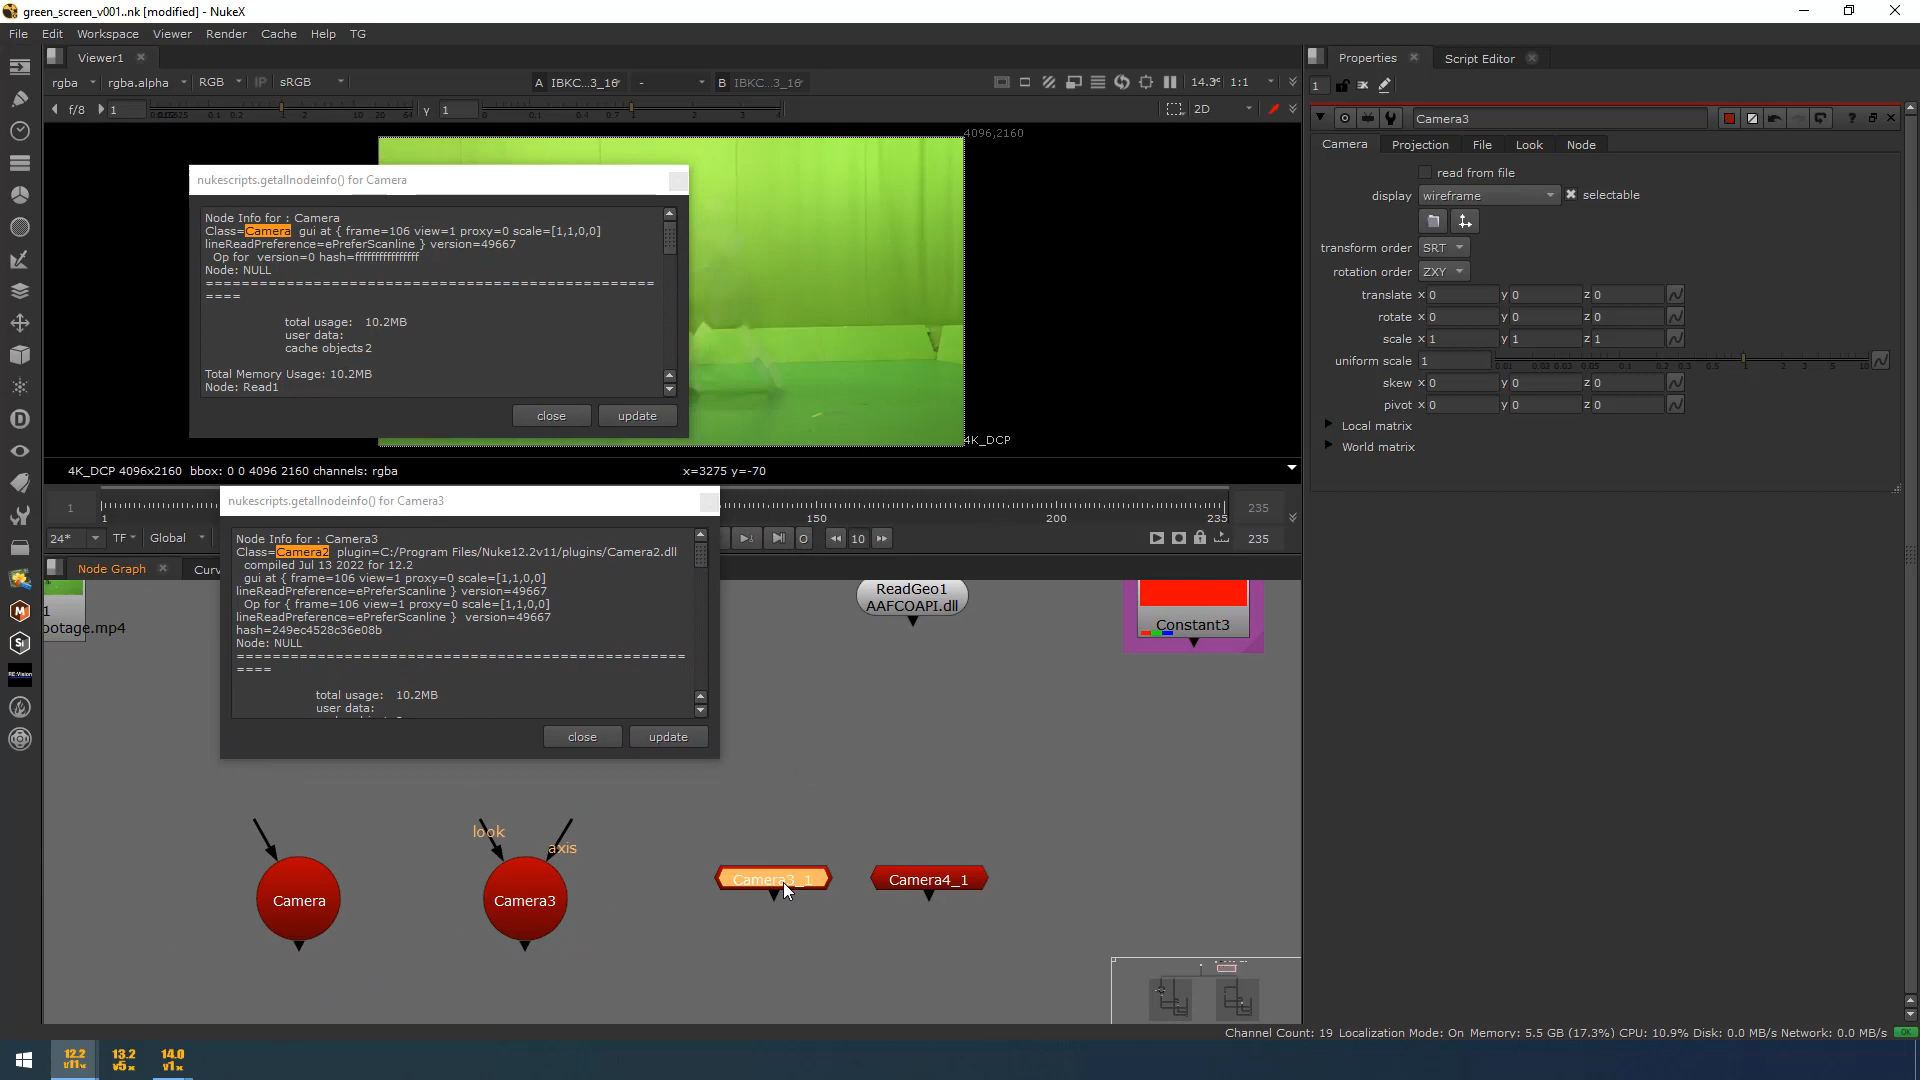 green_screen_v001..nk [modified] - NukeX
File Edit Workspace Viewer Render Cache Help TG
Viewer1
rgba rgba.alpha RGB IP sRGB A IBKC...3_16 - B IBKC...3_16 14.3 1:1
f/8 1 y 1 2D
4096,2160
nukescripts.getallnodeinfo() for Camera
Node Info for : Camera
Class=Camera gui at { frame=106 view=1 proxy=0 scale=[1,1,0,0]
lineReadPreference=ePreferScanline } version=49667
Op for version=0 hash=ffffffffffffffff
Node: NULL
=================================================
====
total usage: 10.2MB
user data:
cache objects 2
Total Memory Usage: 10.2MB
Node: Read1
close update
4K_DCP
4K_DCP 4096x2160 bbox: 0 0 4096 2160 channels: rgba x=3275 y=-70
nukescripts.getallnodeinfo() for Camera3
Node Info for : Camera3
Class=Camera2 plugin=C:/Program Files/Nuke12.2v11/plugins/Camera2.dll
compiled Jul 13 2022 for 12.2
gui at { frame=106 view=1 proxy=0 scale=[1,1,0,0]
lineReadPreference=ePreferScanline } version=49667
Op for { frame=106 view=1 proxy=0 scale=[1,1,0,0]
lineReadPreference=ePreferScanline } version=49667
hash=249ec4528c36e08b
Node: NULL
=================================================
====
total usage: 10.2MB
user data:
close update
1 1 150 200 235 235
24* TF Global 10 235
Node Graph Curv
1
otage.mp4
ReadGeo1
AAFCOAPI.dll
Constant3
look
axis
Camera
Camera3
Camera3_1
Camera4_1
Properties Script Editor
1
Camera3
Camera Projection File Look Node
read from file
display wireframe selectable
transform order SRT
rotation order ZXY
translate x 0 y 0 z 0
rotate x 0 y 0 z 0
scale x 1 y 1 z 1
uniform scale 1
skew x 0 y 0 z 0
pivot x 0 y 0 z 0
Local matrix
World matrix
Channel Count: 19 Localization Mode: On Memory: 5.5 GB (17.3%) CPU: 10.9% Disk: 0.0 MB/s Network: 0.0 MB/s OK
12.2 v11x
13.2 v5x
14.0 v1x